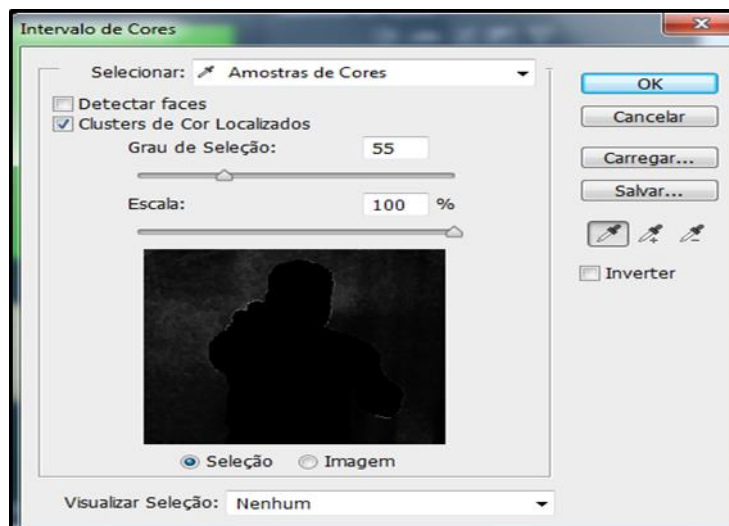 Intervalo de Cores
Selecionar: Amostras de Cores
OK
Detectar faces
Clusters de Cor Localizados
Cancelar
Grau de Seleção: 55
Carregar...
Escala: 100 %
Salvar...
Inverter
Seleção Imagem
Visualizar Seleção: Nenhum